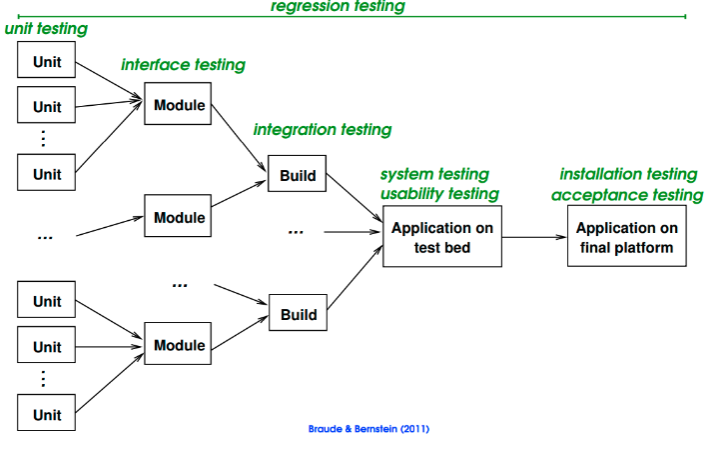 regression testing
unit testing
Unit
interface testing
Unit
Module
integration testing
Unit
Build
system testing
usability testing
installation testing
acceptance testing
...
Module
...
Application on
test bed
Application on
final platform
...
Unit
Build
Unit
Module
Unit
Braude & Bernstein (2011)